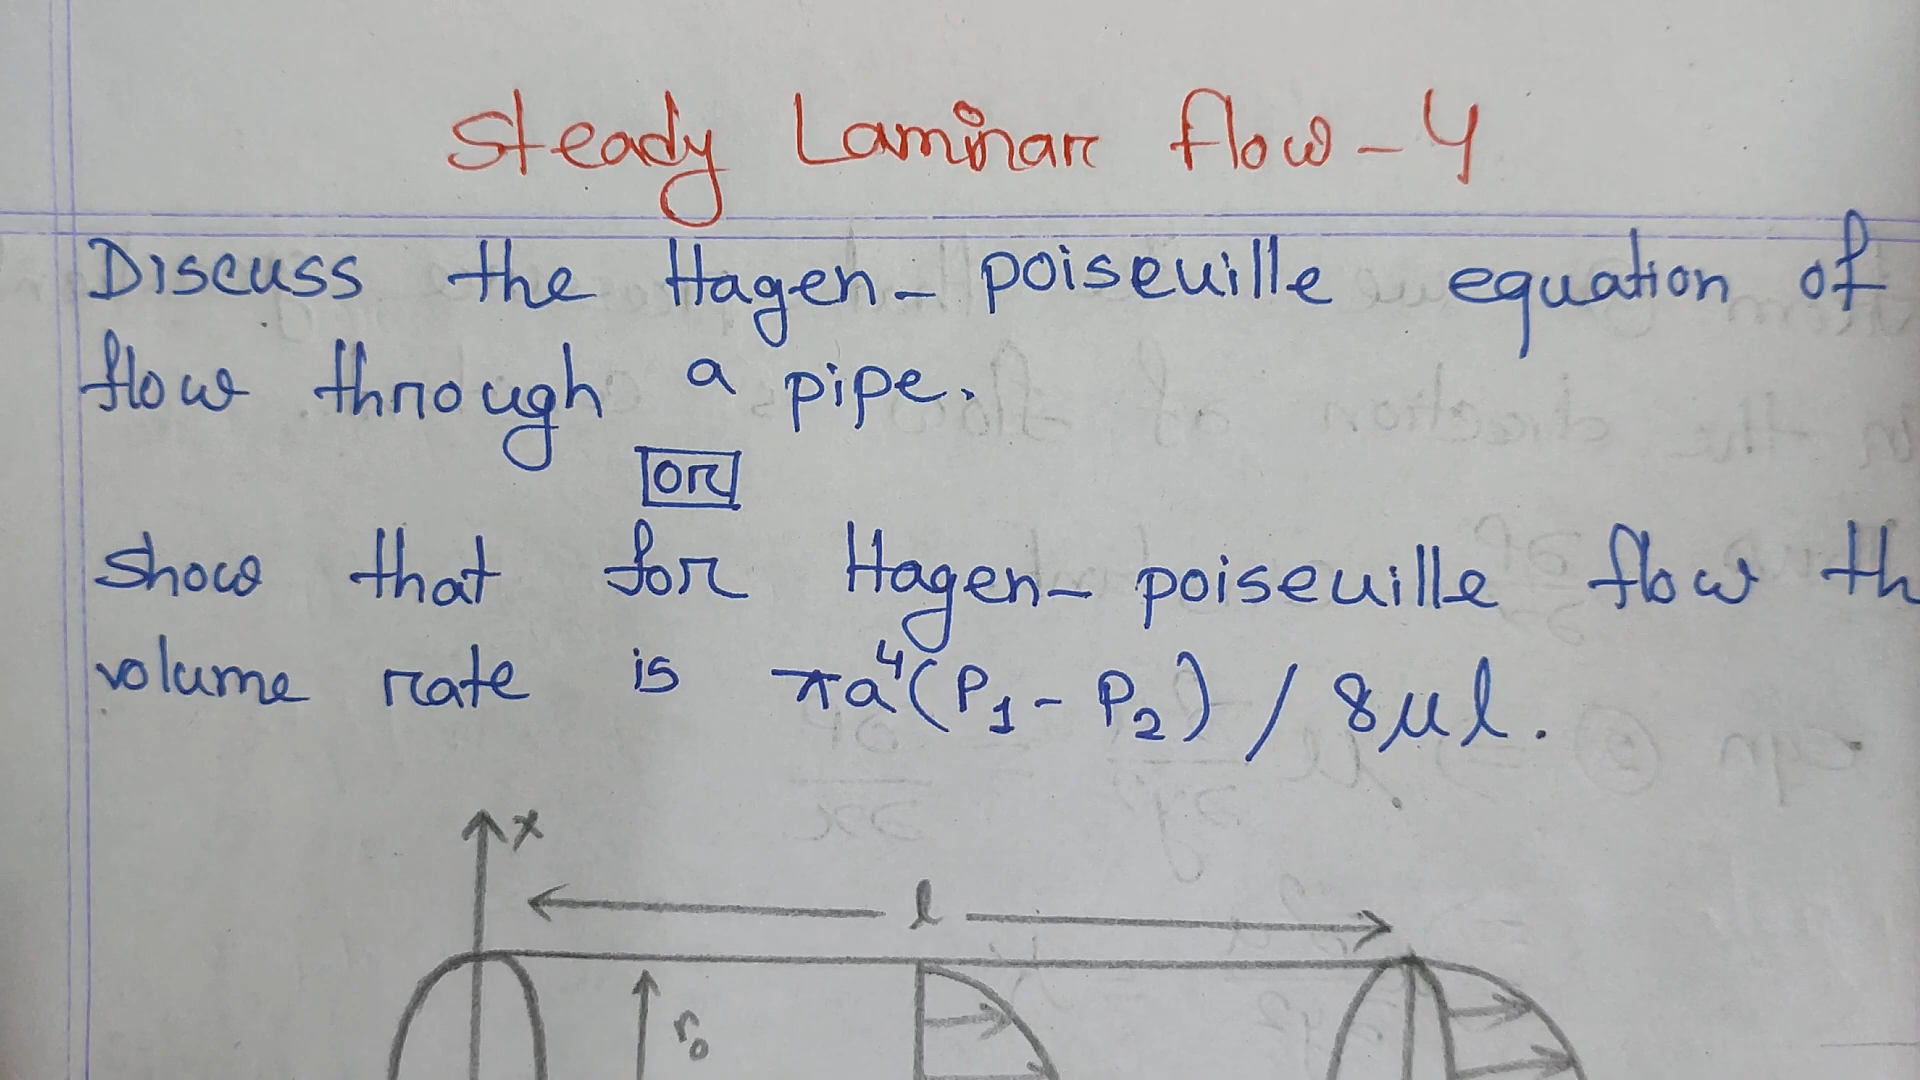 Steady Laminar flow - 4
Discuss the Hagen - poiseuille equation of
flow through a pipe.
OR
show that for Hagen - poiseuille flow th
volume rate is πa⁴(P₁ - P₂) / 8μl.
x
l
r₀